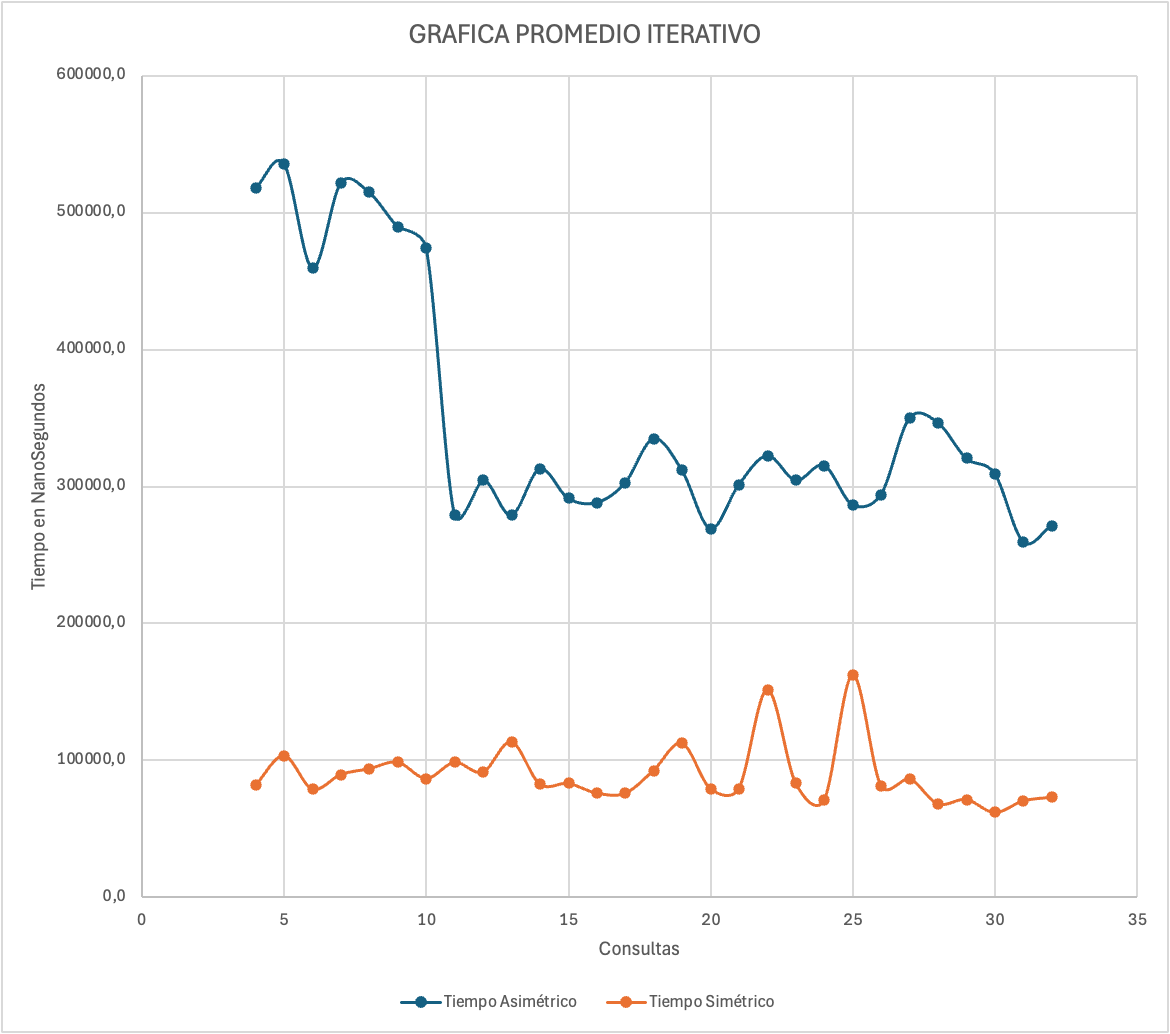 GRAFICA PROMEDIO ITERATIVO
600000,0
500000,0
400000,0
300000,0
200000,0
100000,0
0,0
Tiempo en NanoSegundos
0 5 10 15 20 25 30 35
Consultas
Tiempo Asimétrico Tiempo Simétrico